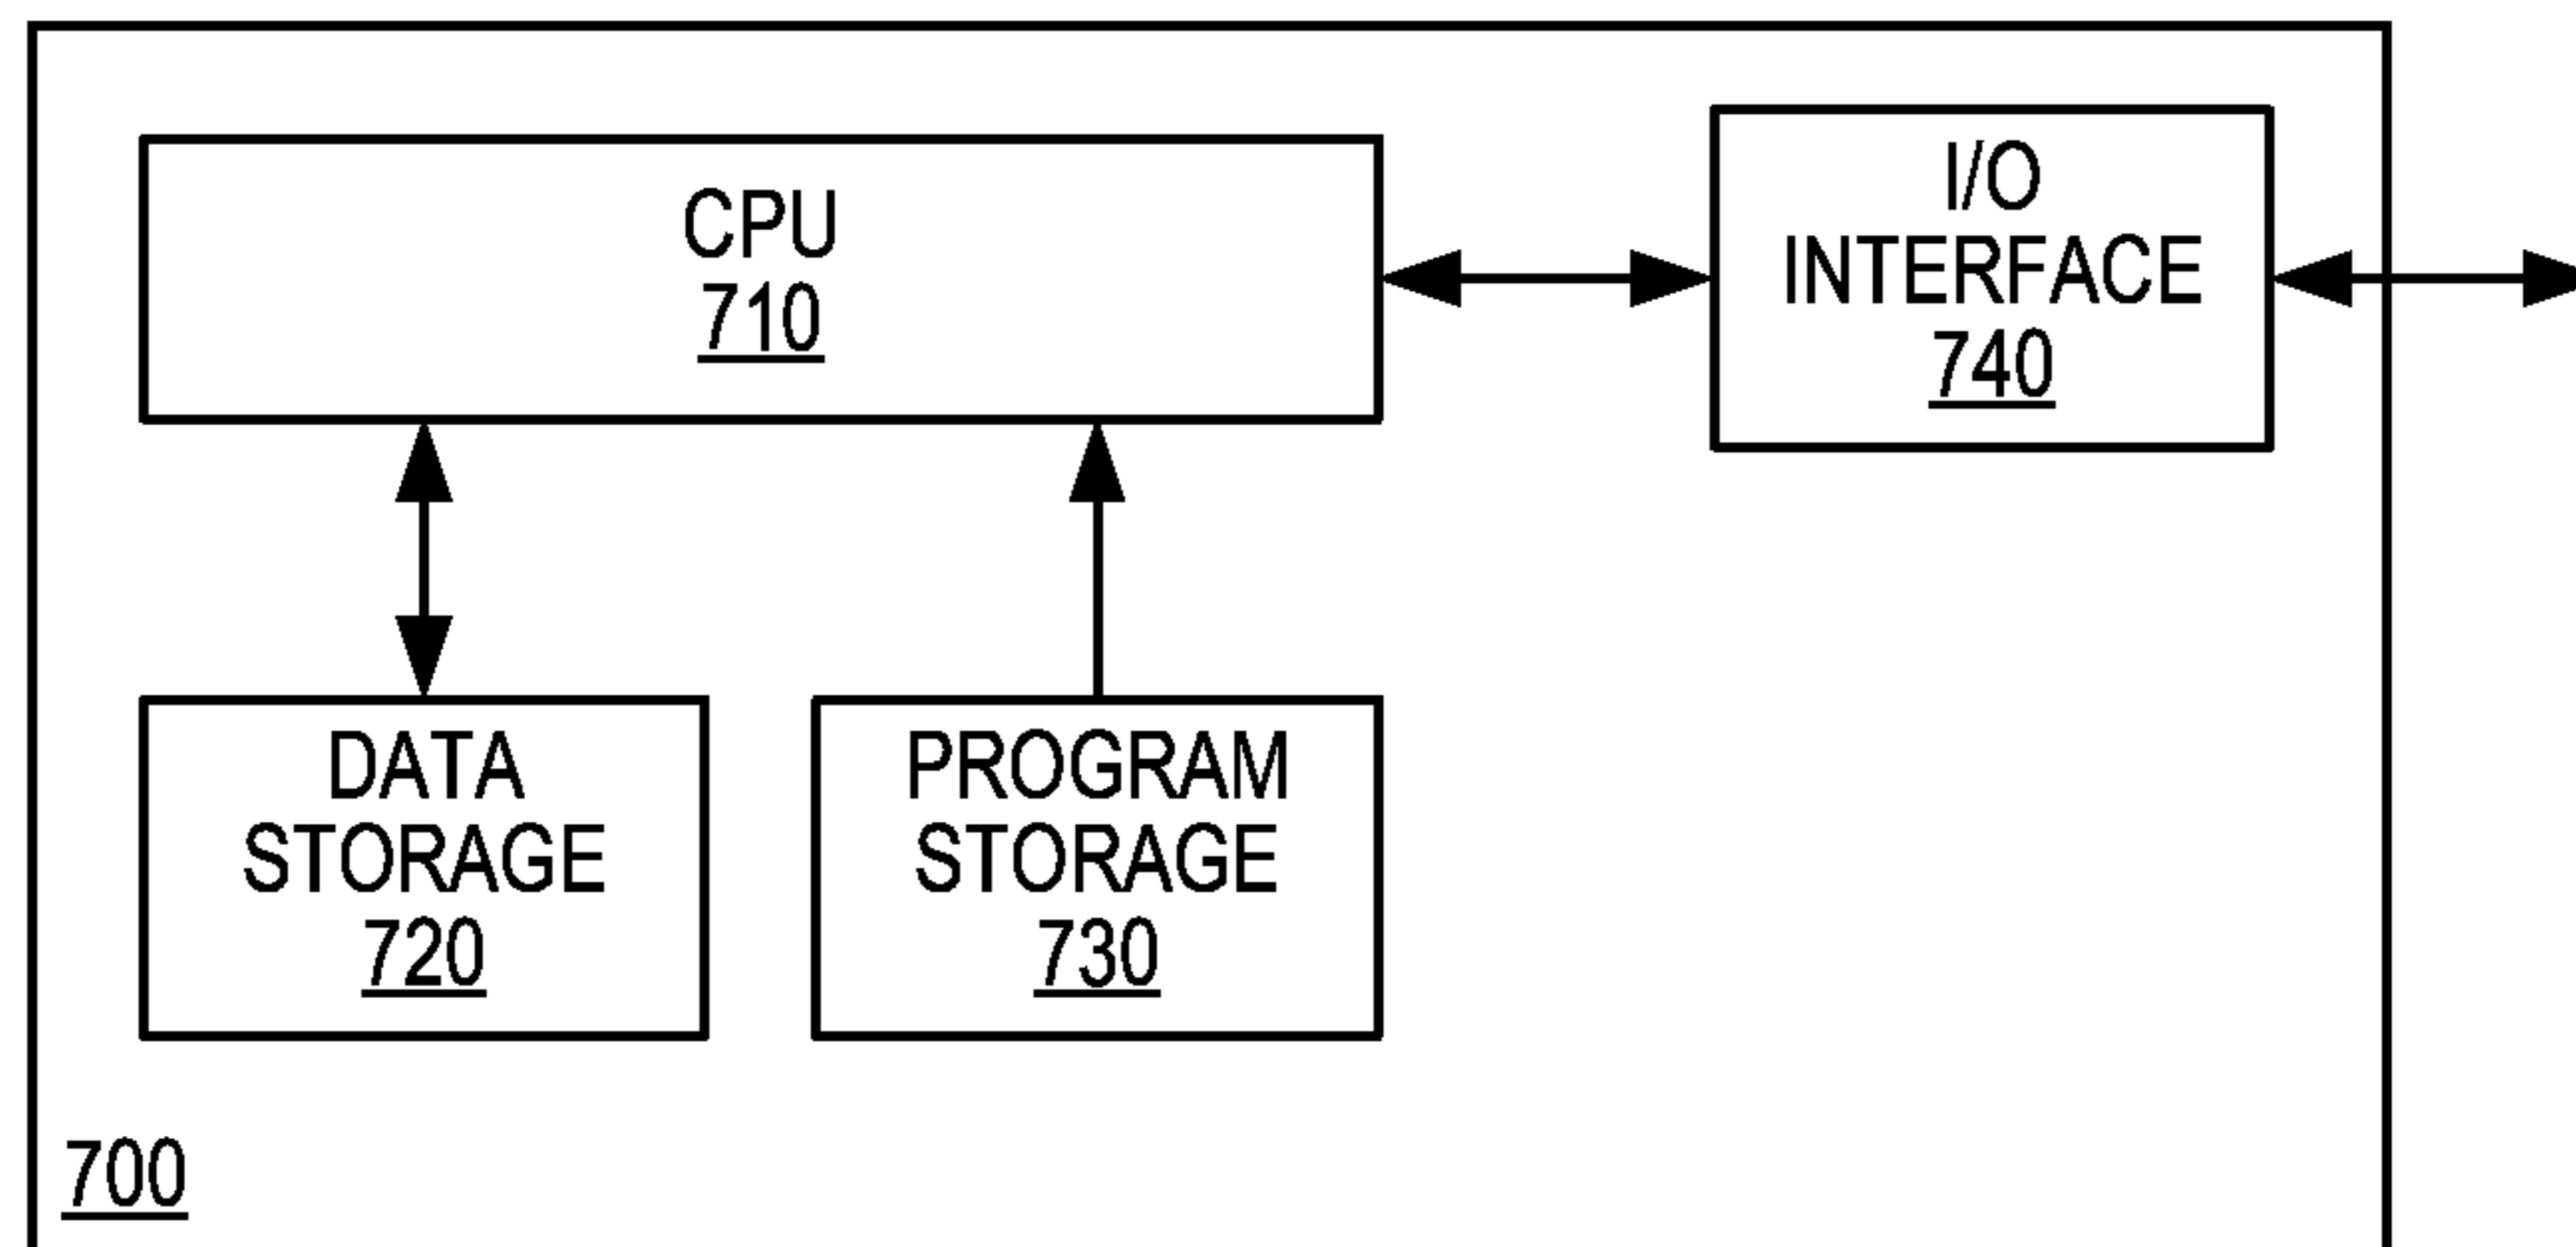 CPU
710
I/O
INTERFACE
740
DATA
STORAGE
720
PROGRAM
STORAGE
730
700